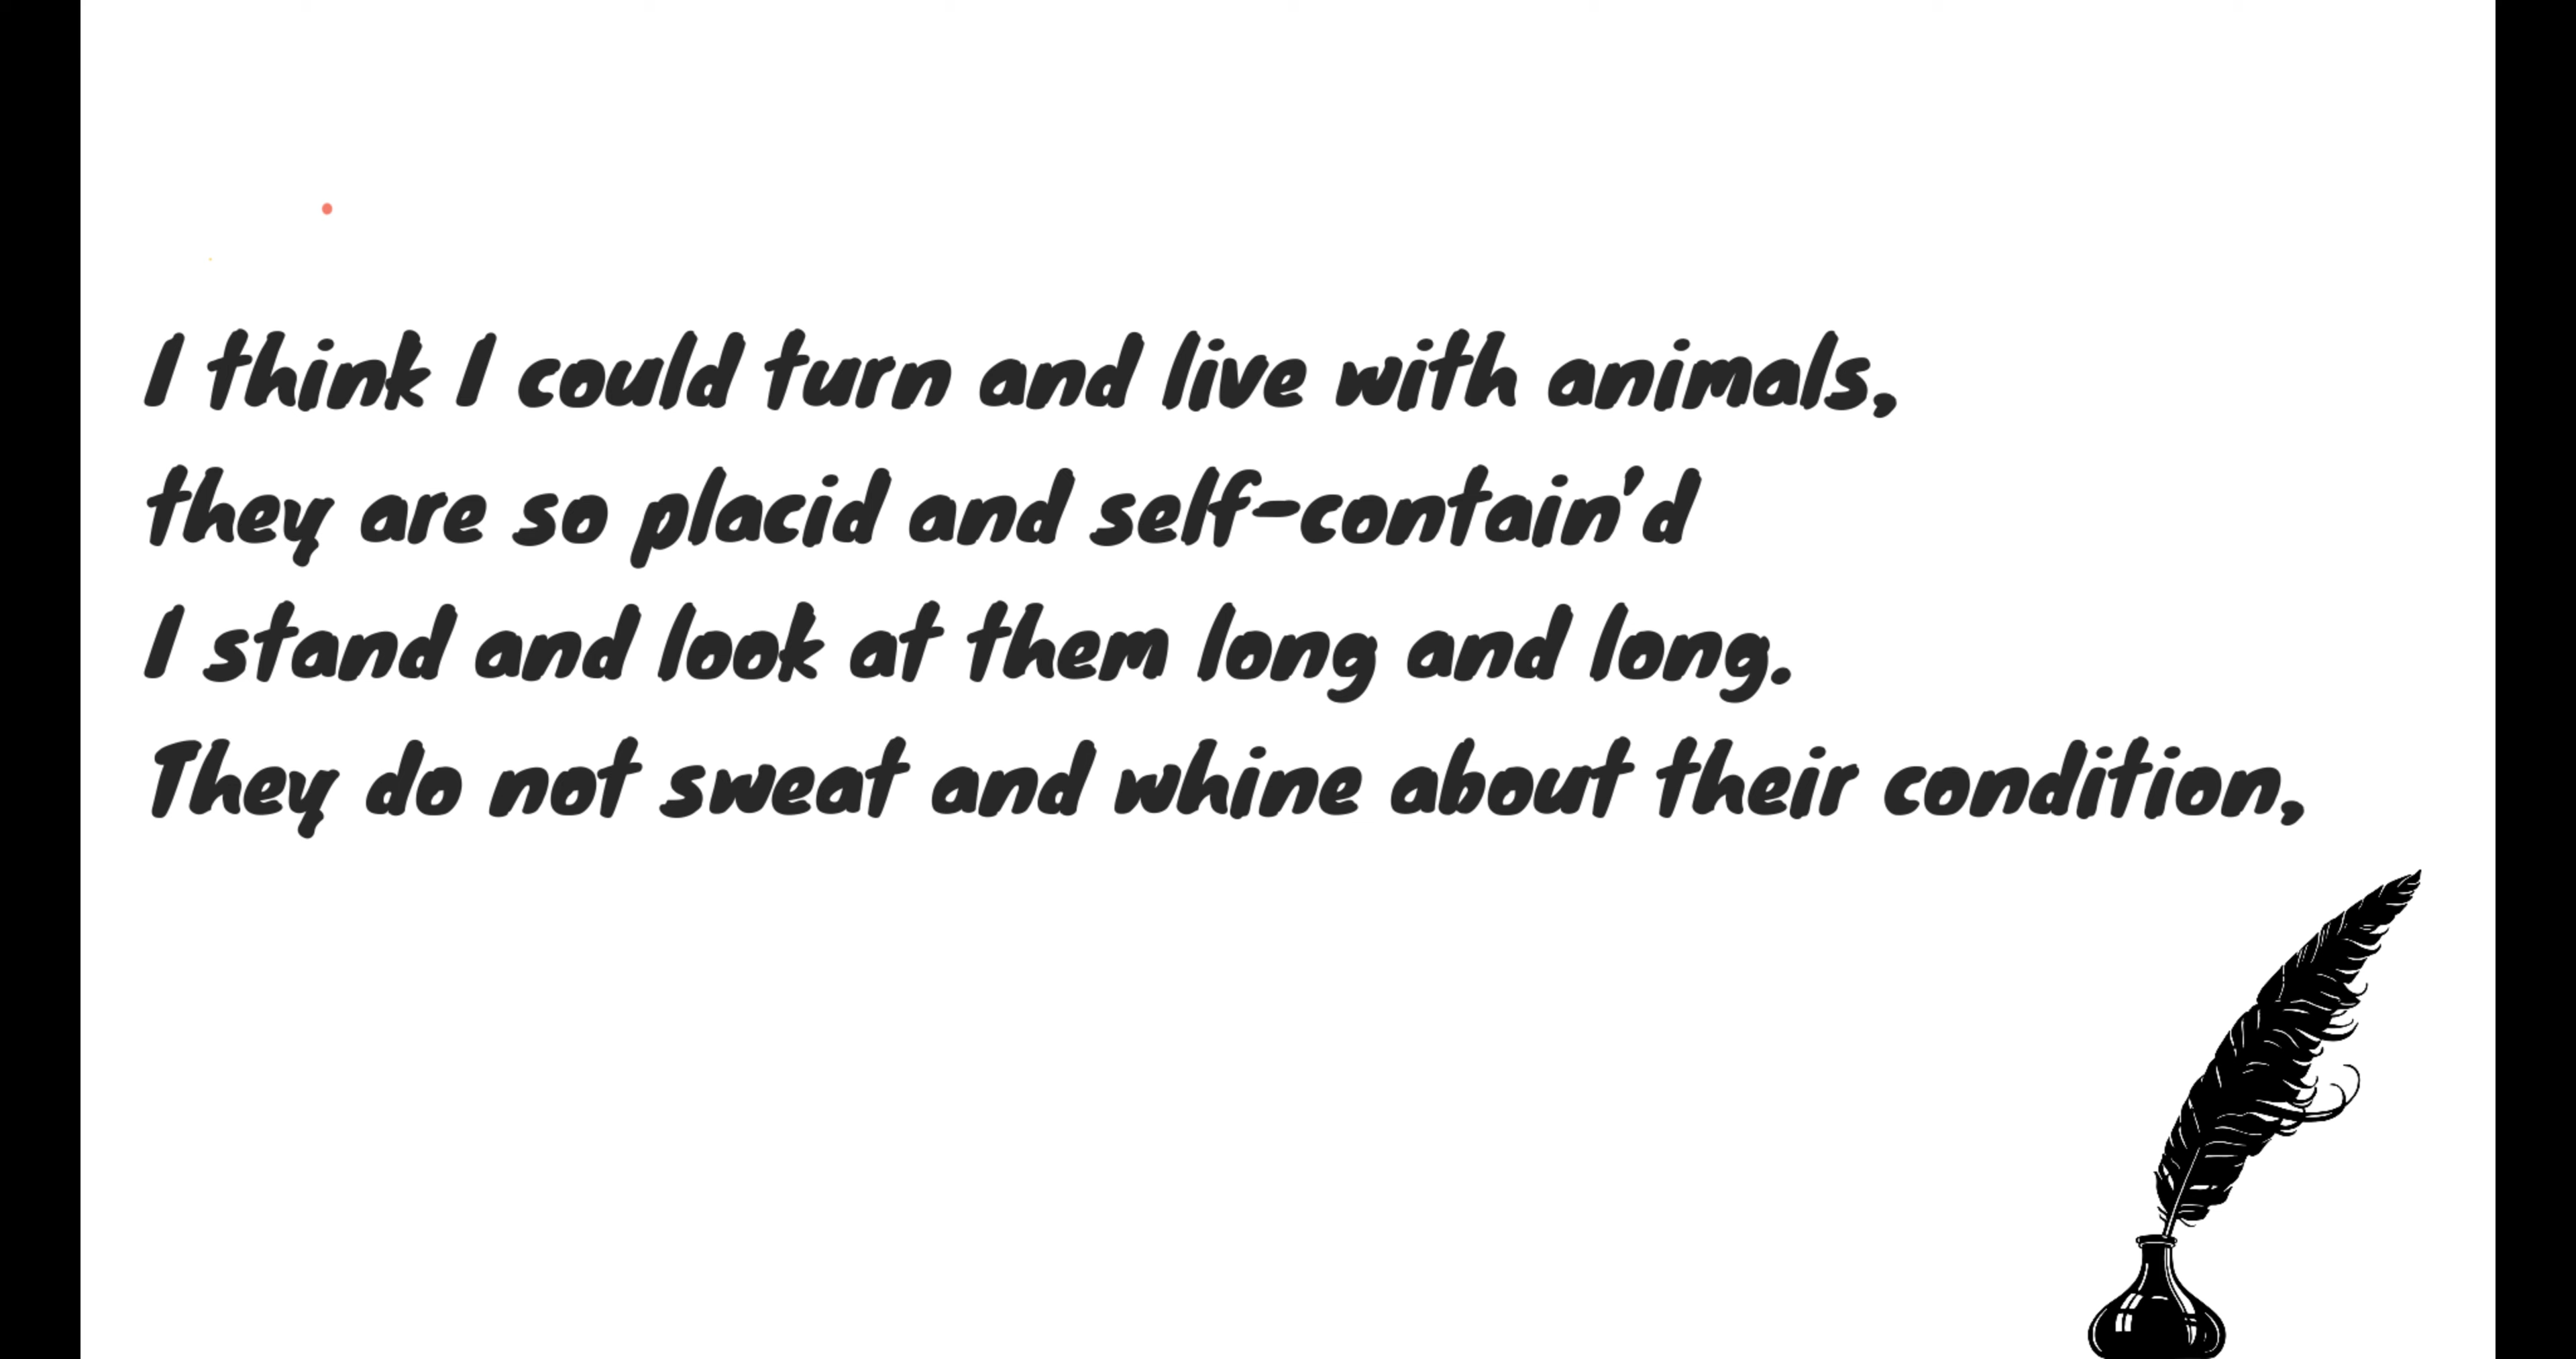 I think I could turn and live with animals,
they are so placid and self-contain'd
I stand and look at them long and long.
They do not sweat and whine about their condition,